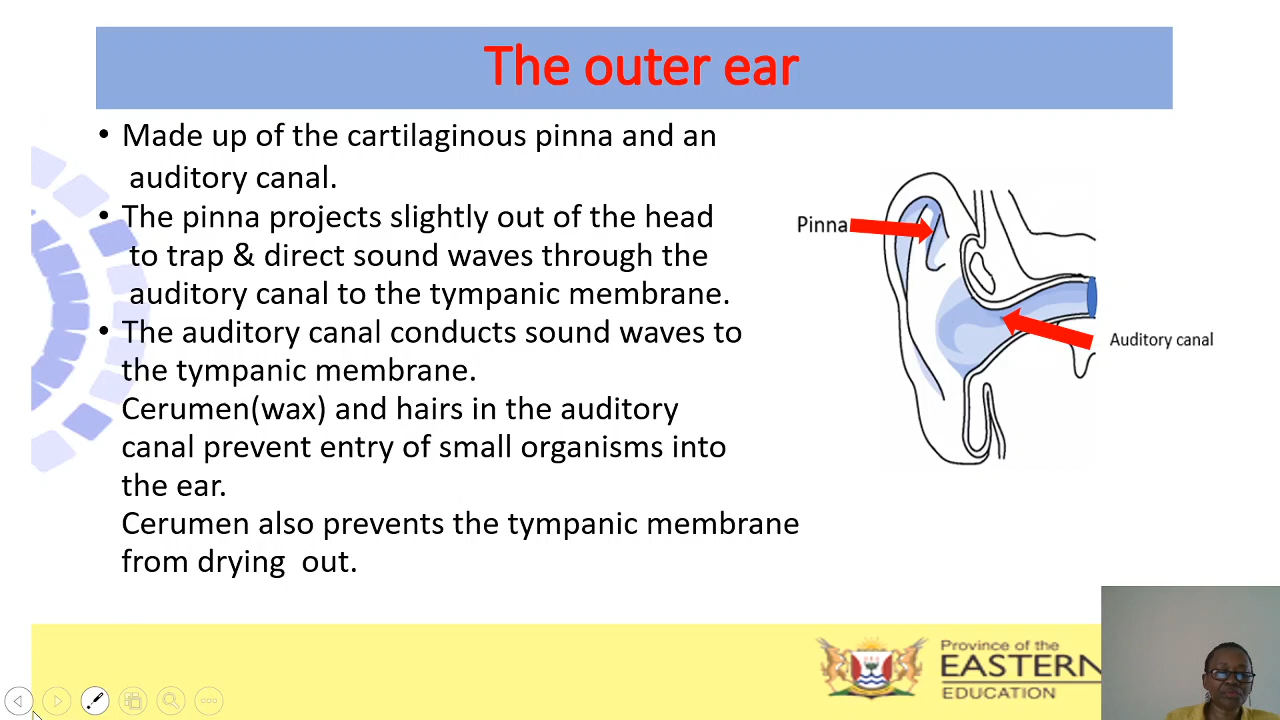 The outer ear
• Made up of the cartilaginous pinna and an
auditory canal.
• The pinna projects slightly out of the head
to trap & direct sound waves through the
auditory canal to the tympanic membrane.
• The auditory canal conducts sound waves to
the tympanic membrane.
Cerumen(wax) and hairs in the auditory
canal prevent entry of small organisms into
the ear.
Cerumen also prevents the tympanic membrane
from drying  out.
Pinna
Auditory canal
Province of the
EASTERN
EDUCATION